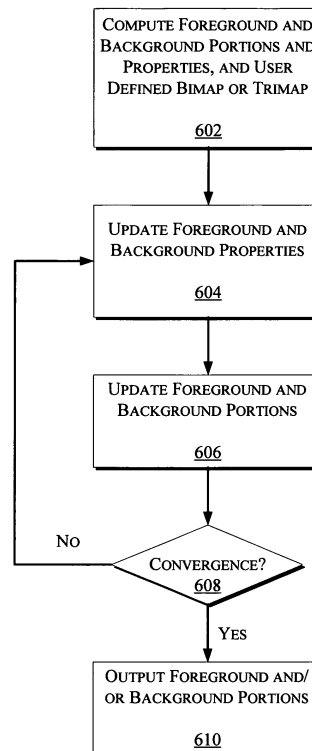 COMPUTE FOREGROUND AND
BACKGROUND PORTIONS AND
PROPERTIES, AND USER
DEFINED BIMAP OR TRIMAP
602
UPDATE FOREGROUND AND
BACKGROUND PROPERTIES
604
UPDATE FOREGROUND AND
BACKGROUND PORTIONS
606
NO
CONVERGENCE?
608
YES
OUTPUT FOREGROUND AND/
OR BACKGROUND PORTIONS
610